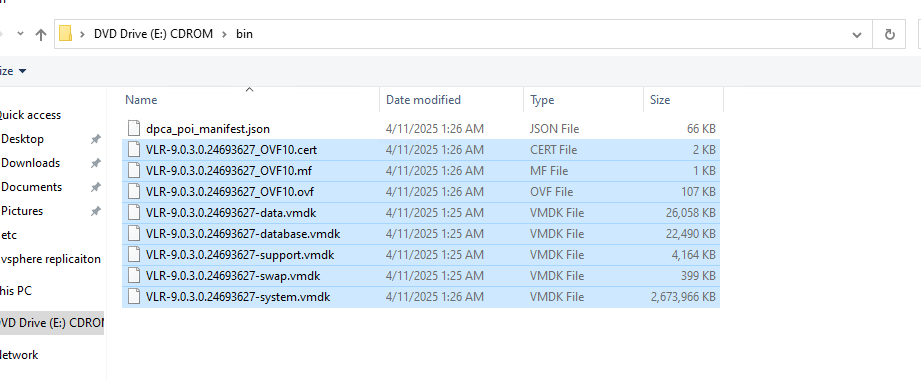 DVD Drive (E:) CDROM > bin
ize
Name Date modified Type Size
Quick access
Desktop
Downloads
Documents
Pictures
etc
vsphere replicaiton
his PC
DVD Drive (E:) CDRO
Network
dpca_poi_manifest.json 4/11/2025 1:26 AM JSON File 66 KB
VLR-9.0.3.0.24693627_OVF10.cert 4/11/2025 1:26 AM CERT File 2 KB
VLR-9.0.3.0.24693627_OVF10.mf 4/11/2025 1:26 AM MF File 1 KB
VLR-9.0.3.0.24693627_OVF10.ovf 4/11/2025 1:26 AM OVF File 107 KB
VLR-9.0.3.0.24693627-data.vmdk 4/11/2025 1:25 AM VMDK File 26,058 KB
VLR-9.0.3.0.24693627-database.vmdk 4/11/2025 1:25 AM VMDK File 22,490 KB
VLR-9.0.3.0.24693627-support.vmdk 4/11/2025 1:25 AM VMDK File 4,164 KB
VLR-9.0.3.0.24693627-swap.vmdk 4/11/2025 1:25 AM VMDK File 399 KB
VLR-9.0.3.0.24693627-system.vmdk 4/11/2025 1:26 AM VMDK File 2,673,966 KB